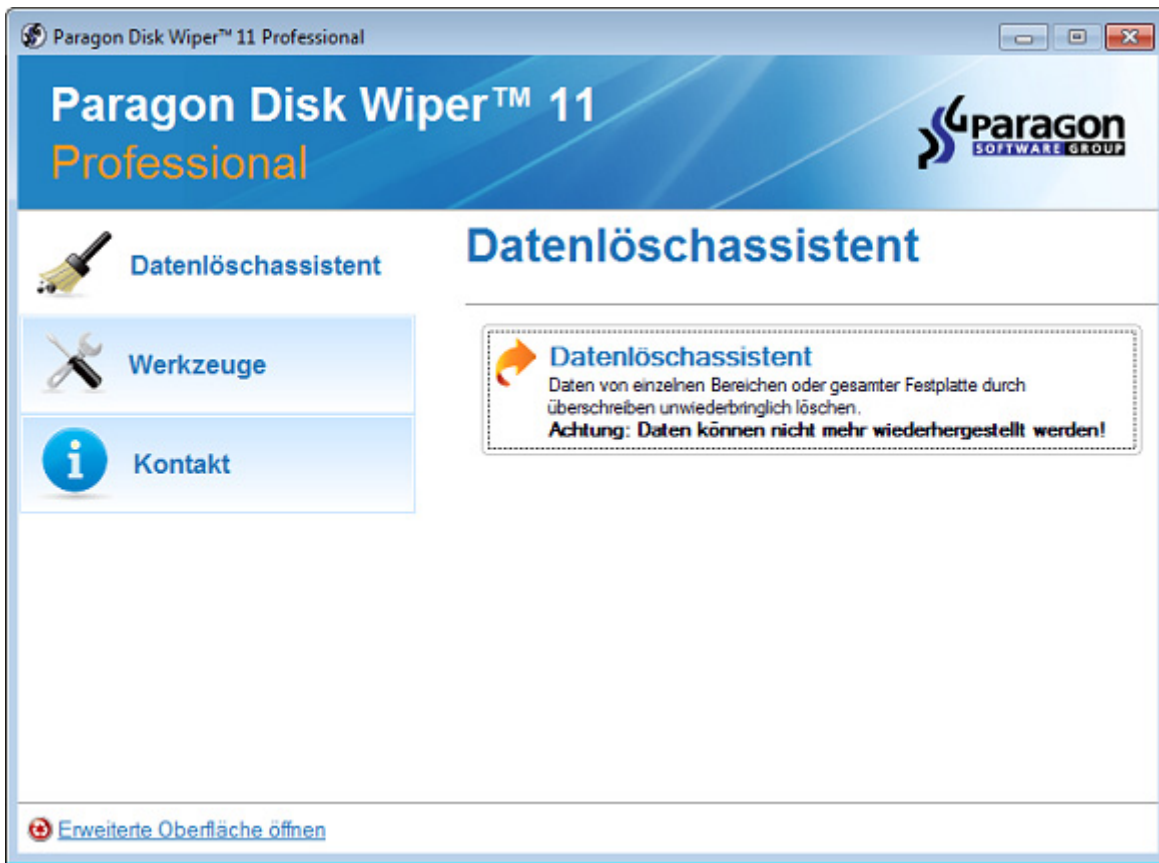 Paragon Disk Wiper™ 11 Professional
Paragon Disk Wiper™ 11
Professional
paragon
SOFTWARE GROUP
Datenlöschassistent
Werkzeuge
Kontakt
Datenlöschassistent
Datenlöschassistent
Daten von einzelnen Bereichen oder gesamter Festplatte durch
überschreiben unwiederbringlich löschen.
Achtung: Daten können nicht mehr wiederhergestellt werden!
Erweiterte Oberfläche öffnen